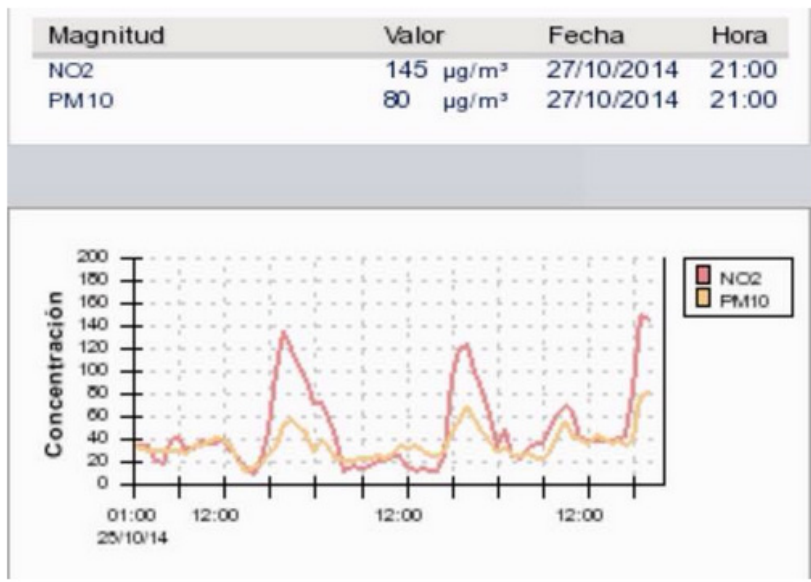 Magnitud Valor Fecha Hora
NO2 145 µg/m³ 27/10/2014 21:00
PM10 80 µg/m³ 27/10/2014 21:00
200
180
160
140
120
100
80
60
40
20
0
Concentración
NO2
PM10
01:00 12:00 12:00 12:00
25/10/14